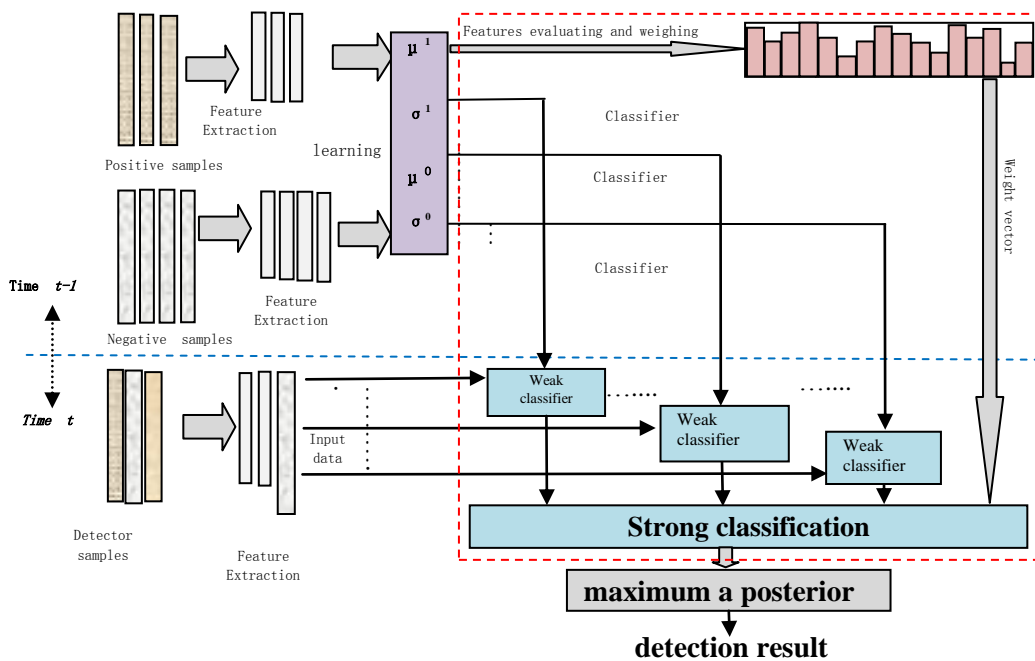 Features evaluating and weighing
μ¹
Feature
Extraction
σ¹
Classifier
learning
Positive samples
μ⁰
Classifier
Weight vector
σ⁰
Classifier
Time t-1
Feature
Extraction
Negative samples
Weak
classifier
Time t
Weak
classifier
Input
data
Weak
classifier
Detector
samples
Feature
Extraction
Strong classification
maximum a posterior
detection result